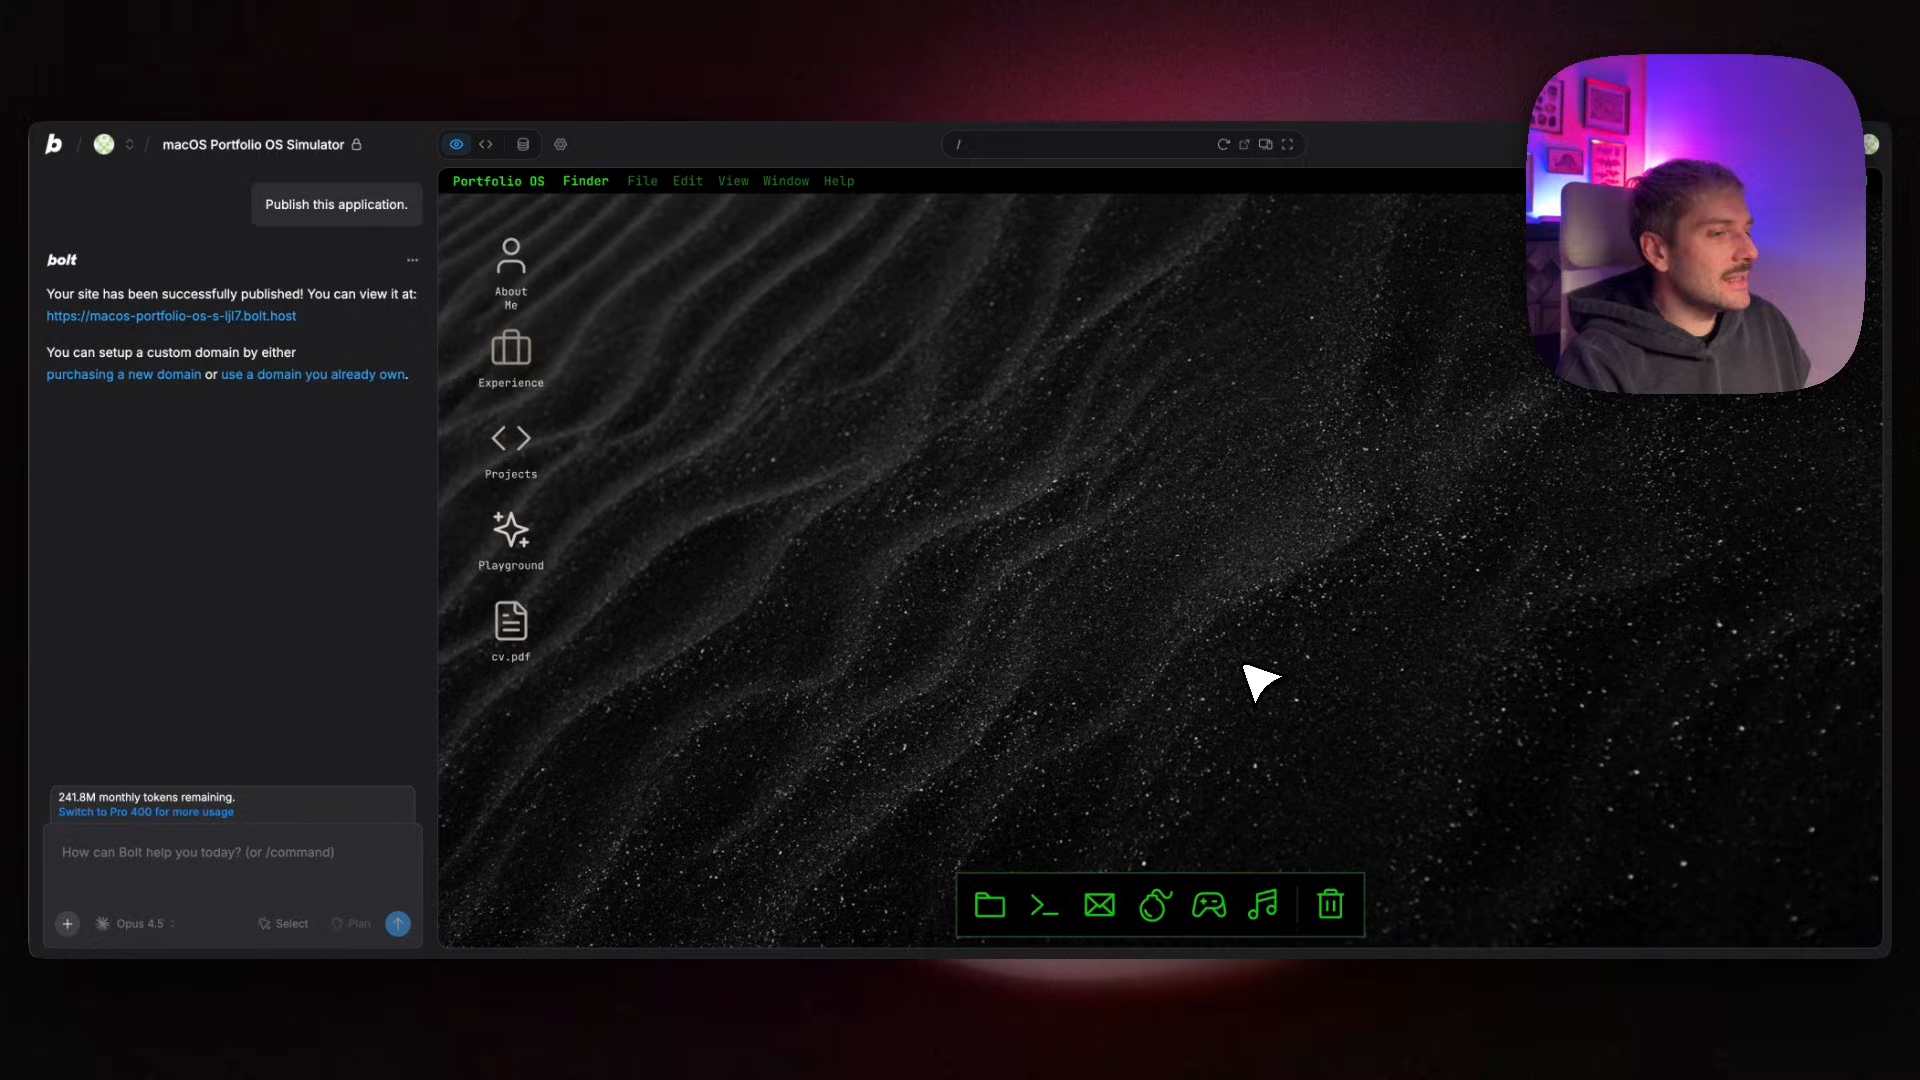 b / / macOS Portfolio OS Simulator
/
Publish this application.
bolt
Your site has been successfully published! You can view it at:
https://macos-portfolio-os-s-ljl7.bolt.host
You can setup a custom domain by either
purchasing a new domain or use a domain you already own.
241.8M monthly tokens remaining.
Switch to Pro 400 for more usage
How can Bolt help you today? (or /command)
Opus 4.5
Select
Plan
Portfolio OS Finder File Edit View Window Help
About
Me
Experience
Projects
Playground
cv.pdf